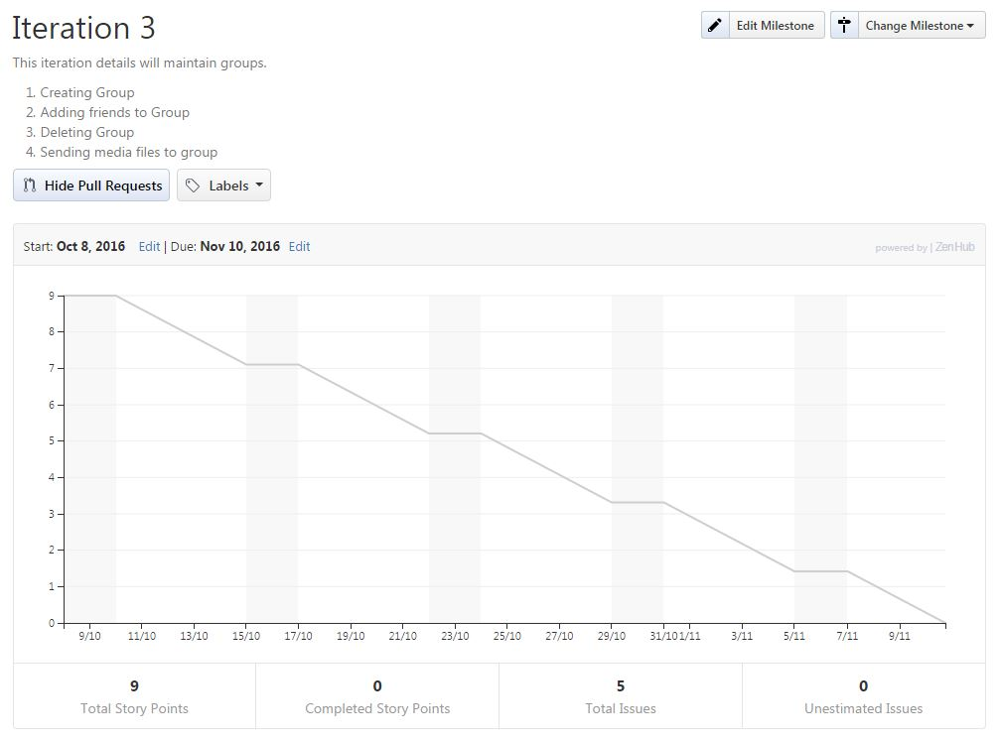 Iteration 3
Edit Milestone
Change Milestone
This iteration details will maintain groups.
1. Creating Group
2. Adding friends to Group
3. Deleting Group
4. Sending media files to group
Hide Pull Requests
Labels
Start: Oct 8, 2016 Edit | Due: Nov 10, 2016 Edit
powered by | ZenHub
9
8
7
6
5
4
3
2
1
0
9/10 11/10 13/10 15/10 17/10 19/10 21/10 23/10 25/10 27/10 29/10 31/10 1/11 3/11 5/11 7/11 9/11
9 0 5 0
Total Story Points Completed Story Points Total Issues Unestimated Issues